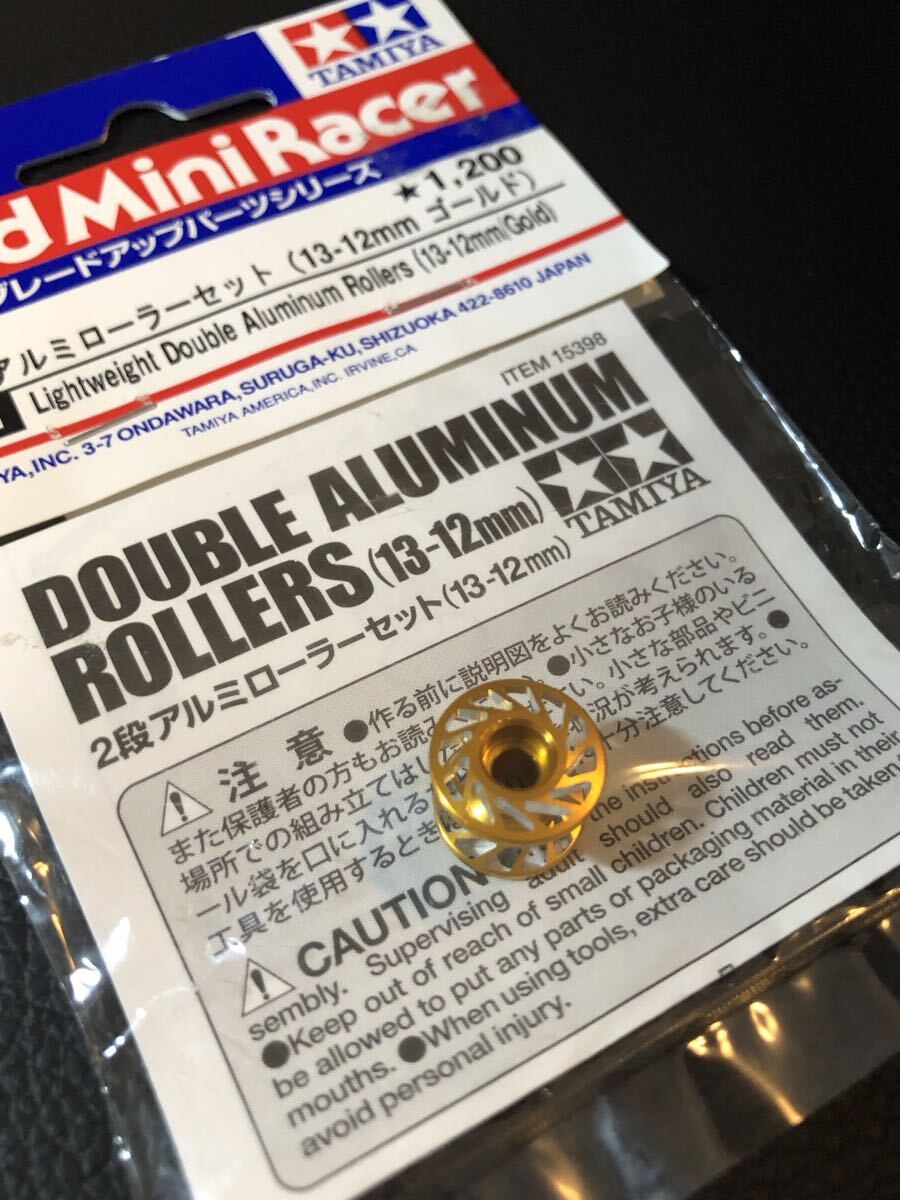 TAMIYA
d Mini Racer
グレードアップパーツシリーズ
★1,200
アルミローラーセット (13-12mm ゴールド)
Lightweight Double Aluminum Rollers (13-12mm/Gold)
YA,INC. 3-7 ONDAWARA, SURUGA-KU, SHIZUOKA 422-8610 JAPAN
TAMIYA AMERICA,INC. IRVINE,CA
ITEM 15398
DOUBLE ALUMINUM
ROLLERS (13-12mm)
TAMIYA
2段アルミローラーセット(13-12mm)
注意 ●作る前に説明図をよくお読みください。
また保護者の方もお読み い。●小さなお子様のいる
場所での組み立てはし い。小さな部品やビニ
ール袋を口に入れる 況が考えられます。●
工具を使用するとき 十分注意してください。
CAUTION the instructions before as-
sembly. Supervising adult should also read them.
●Keep out of reach of small children. Children must not
be allowed to put any parts or packaging material in their
mouths. ●When using tools, extra care should be taken
avoid personal injury.